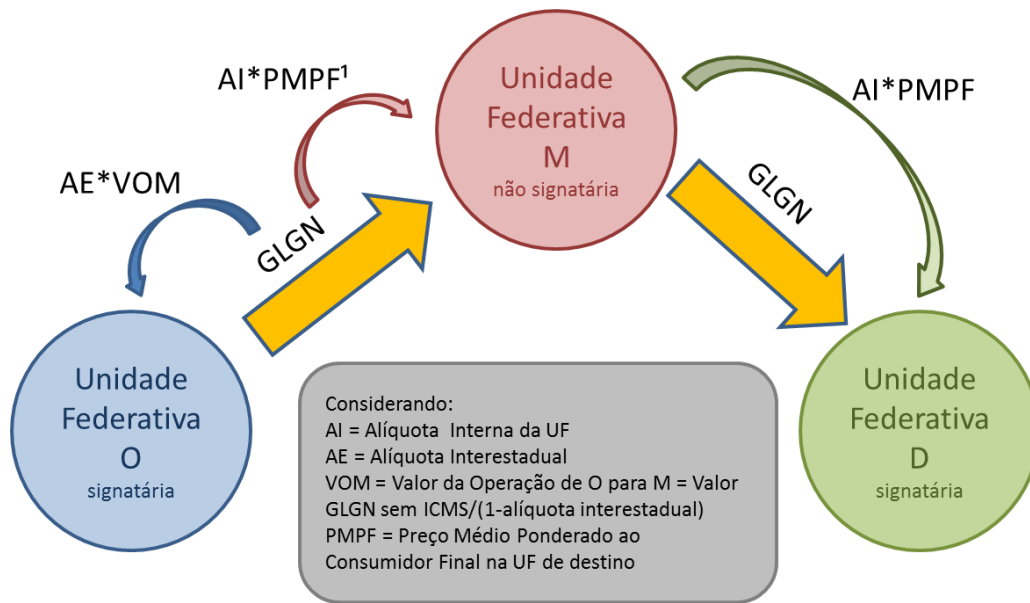 AI*PMPF¹
AE*VOM
GLGN
Unidade
Federativa
M
não signatária
AI*PMPF
GLGN
Unidade
Federativa
O
signatária
Considerando:
AI = Alíquota  Interna da UF
AE = Alíquota Interestadual
VOM = Valor da Operação de O para M = Valor
GLGN sem ICMS/(1-alíquota interestadual)
PMPF = Preço Médio Ponderado ao
Consumidor Final na UF de destino
Unidade
Federativa
D
signatária